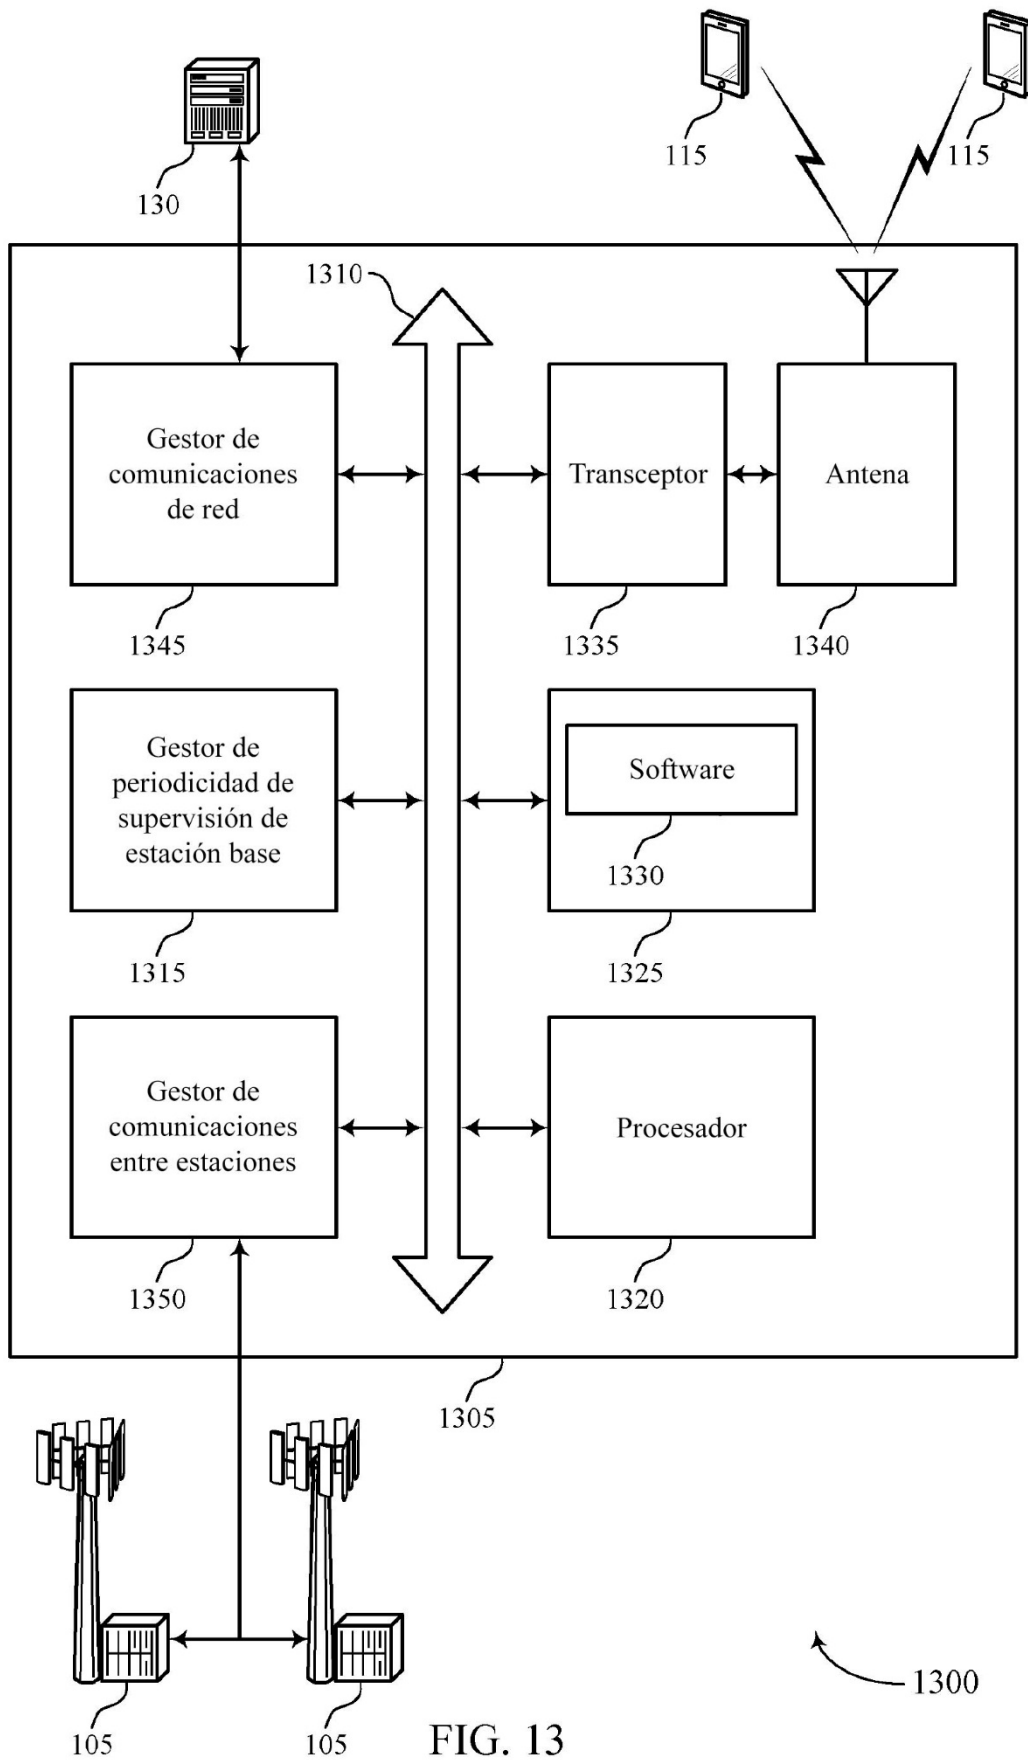 130
115
115
1310
Gestor de
comunicaciones
de red
Transceptor
Antena
1345
1335
1340
Gestor de
periodicidad de
supervisión de
estación base
Software
1330
1315
1325
Gestor de
comunicaciones
entre estaciones
Procesador
1350
1320
1305
105
105
1300
FIG. 13